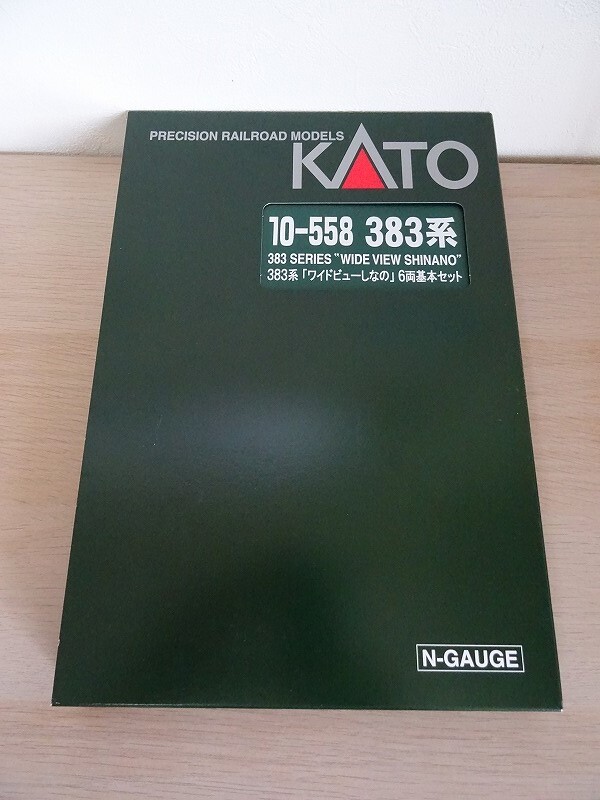 PRECISION RAILROAD MODELS
KATO
10-558 383系
383 SERIES "WIDE VIEW SHINANO"
383系「ワイドビューしなの」6両基本セット
N-GAUGE